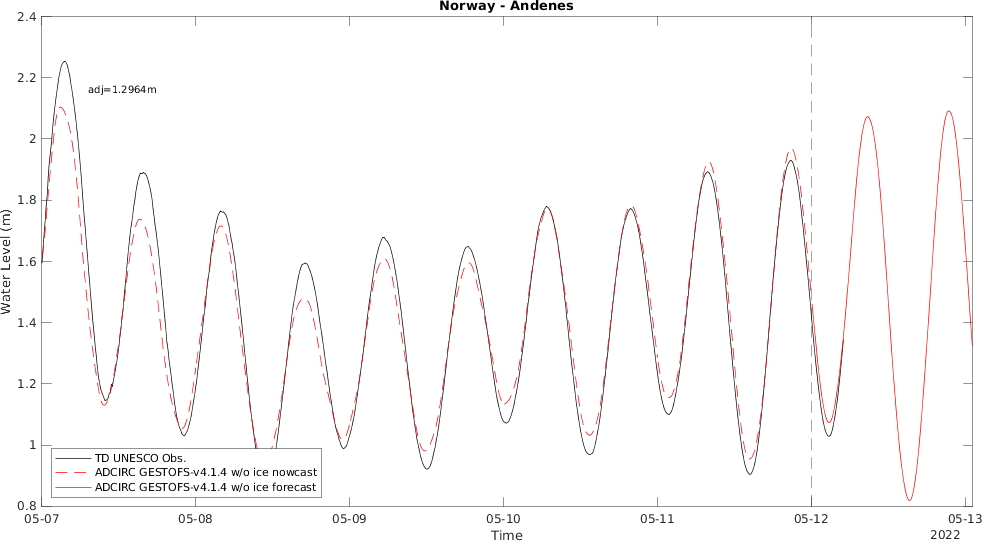 Norway - Andenes
2.4
2.2
adj=1.2964m
2
1.8
1.6
Water Level (m)
1.4
1.2
1
0.8
TD UNESCO Obs.
ADCIRC GESTOFS-v4.1.4 w/o ice nowcast
ADCIRC GESTOFS-v4.1.4 w/o ice forecast
05-07 05-08 05-09 05-10 05-11 05-12 05-13
Time
2022